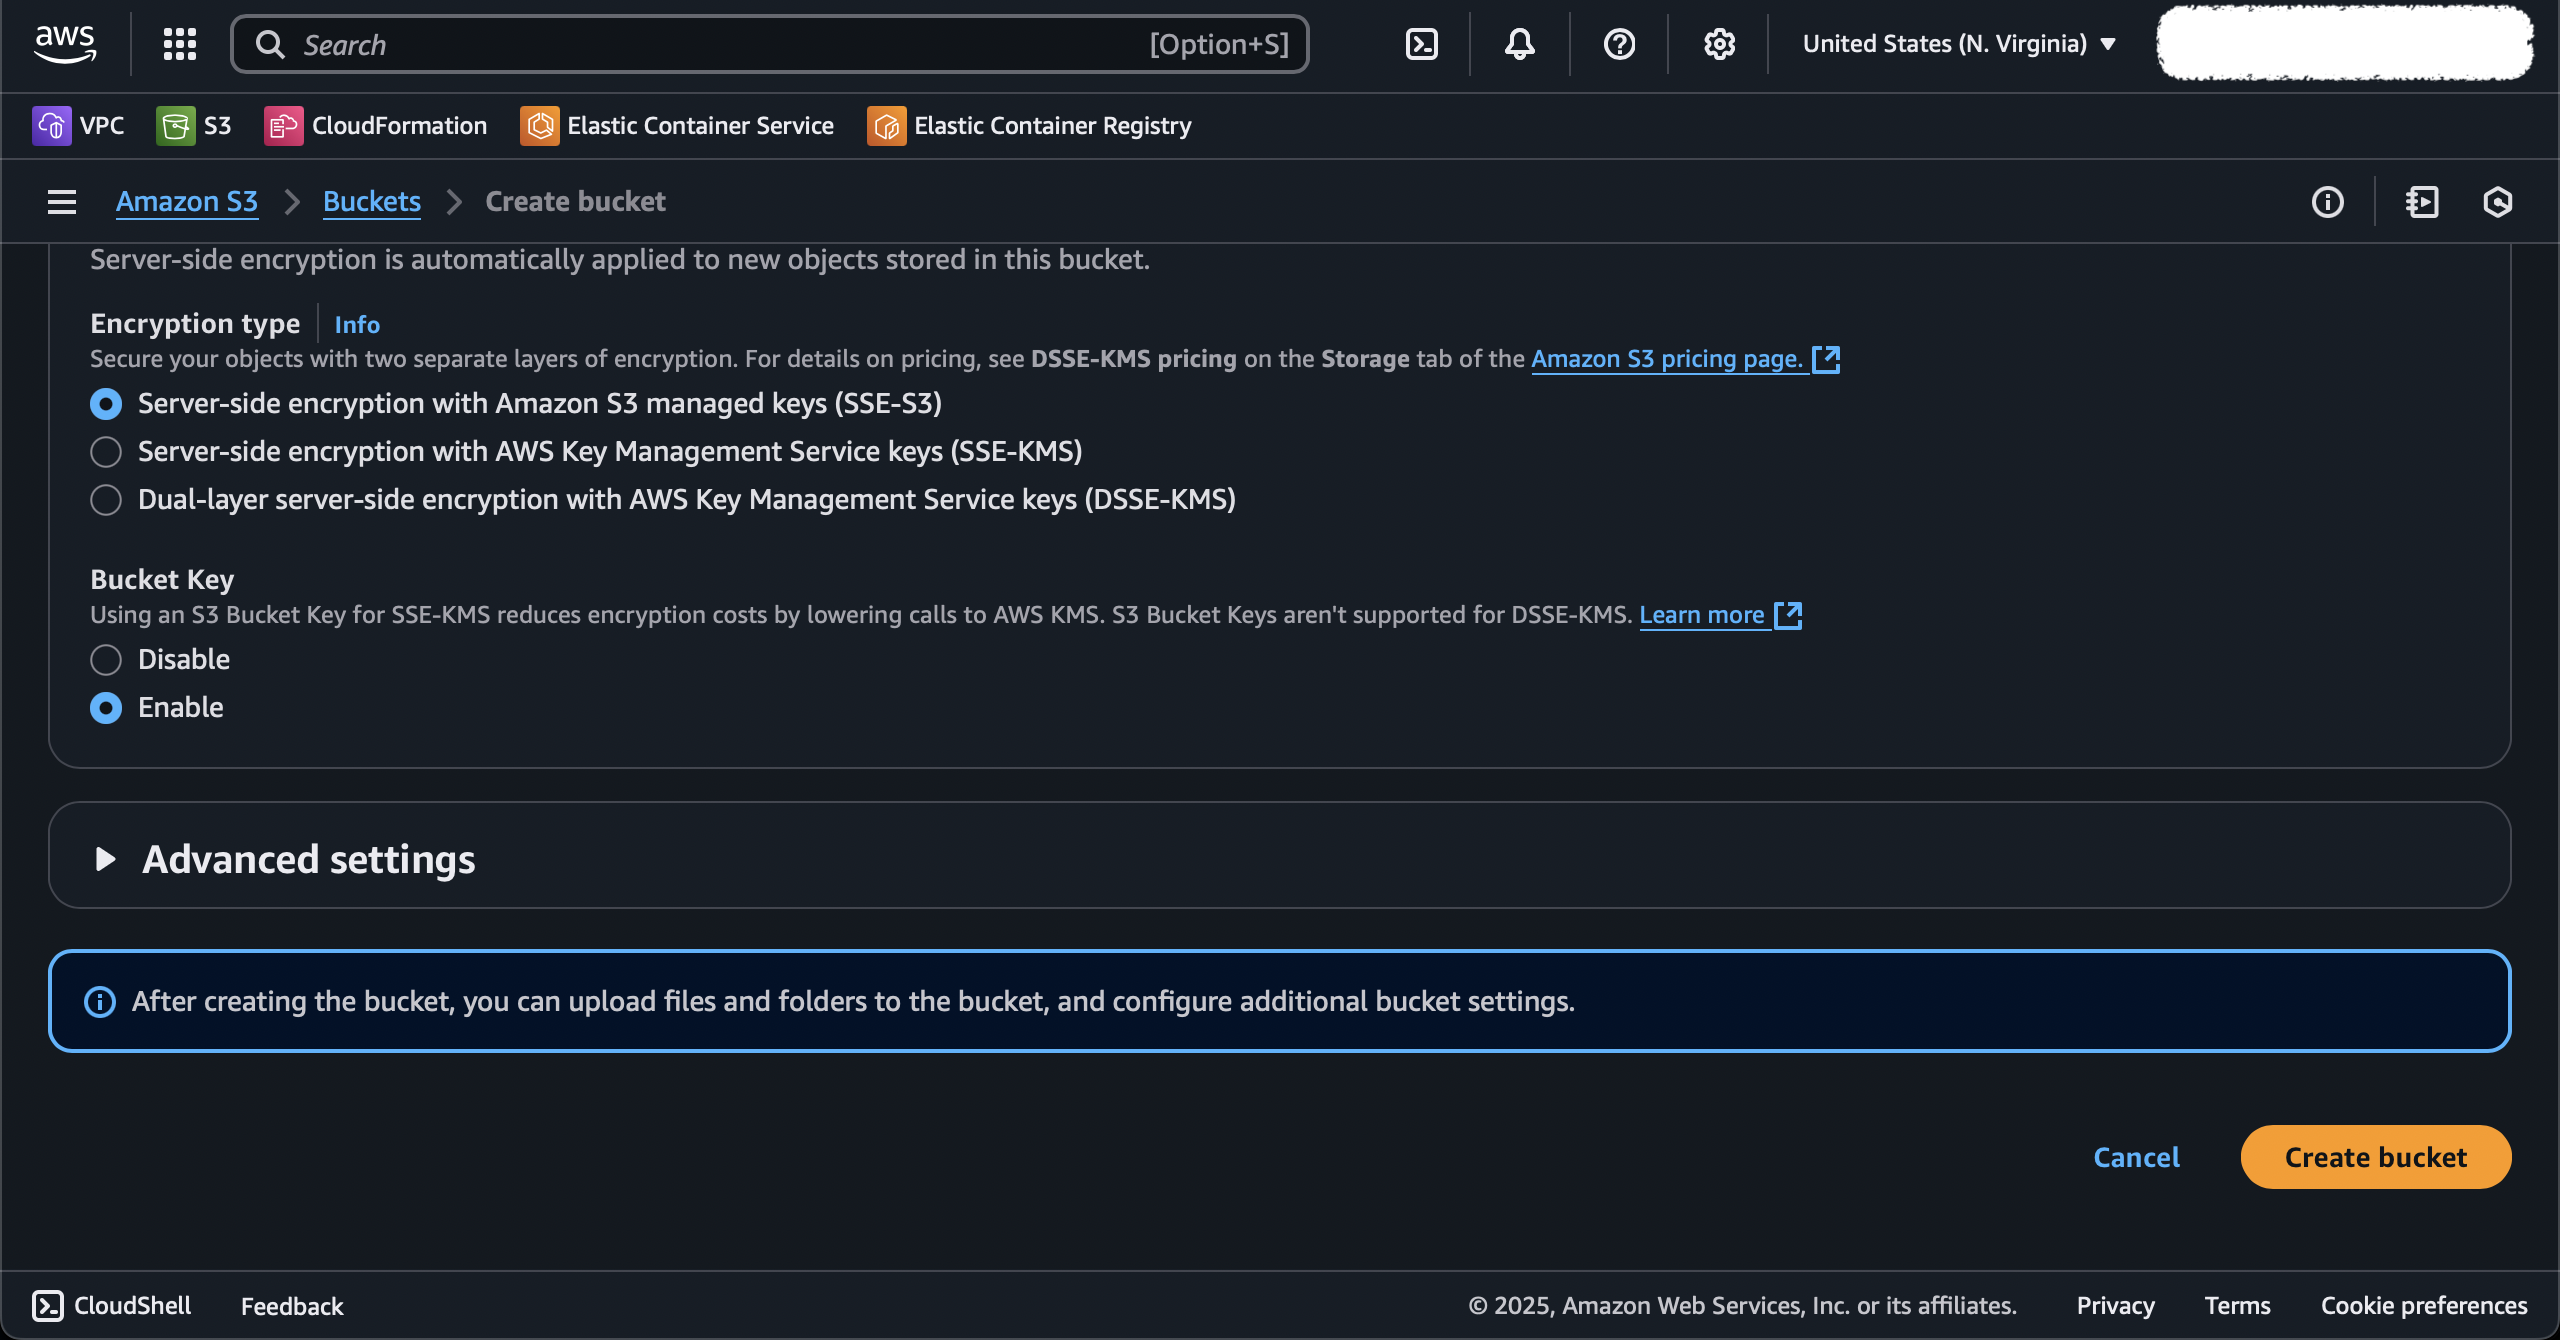 aws
Search [Option+S] United States (N. Virginia)
VPC S3 CloudFormation Elastic Container Service Elastic Container Registry
Amazon S3 Buckets Create bucket
Server-side encryption is automatically applied to new objects stored in this bucket.
Encryption type Info
Secure your objects with two separate layers of encryption. For details on pricing, see DSSE-KMS pricing on the Storage tab of the Amazon S3 pricing page.
Server-side encryption with Amazon S3 managed keys (SSE-S3)
Server-side encryption with AWS Key Management Service keys (SSE-KMS)
Dual-layer server-side encryption with AWS Key Management Service keys (DSSE-KMS)
Bucket Key
Using an S3 Bucket Key for SSE-KMS reduces encryption costs by lowering calls to AWS KMS. S3 Bucket Keys aren't supported for DSSE-KMS. Learn more
Disable
Enable
Advanced settings
After creating the bucket, you can upload files and folders to the bucket, and configure additional bucket settings.
Cancel Create bucket
CloudShell Feedback © 2025, Amazon Web Services, Inc. or its affiliates. Privacy Terms Cookie preferences